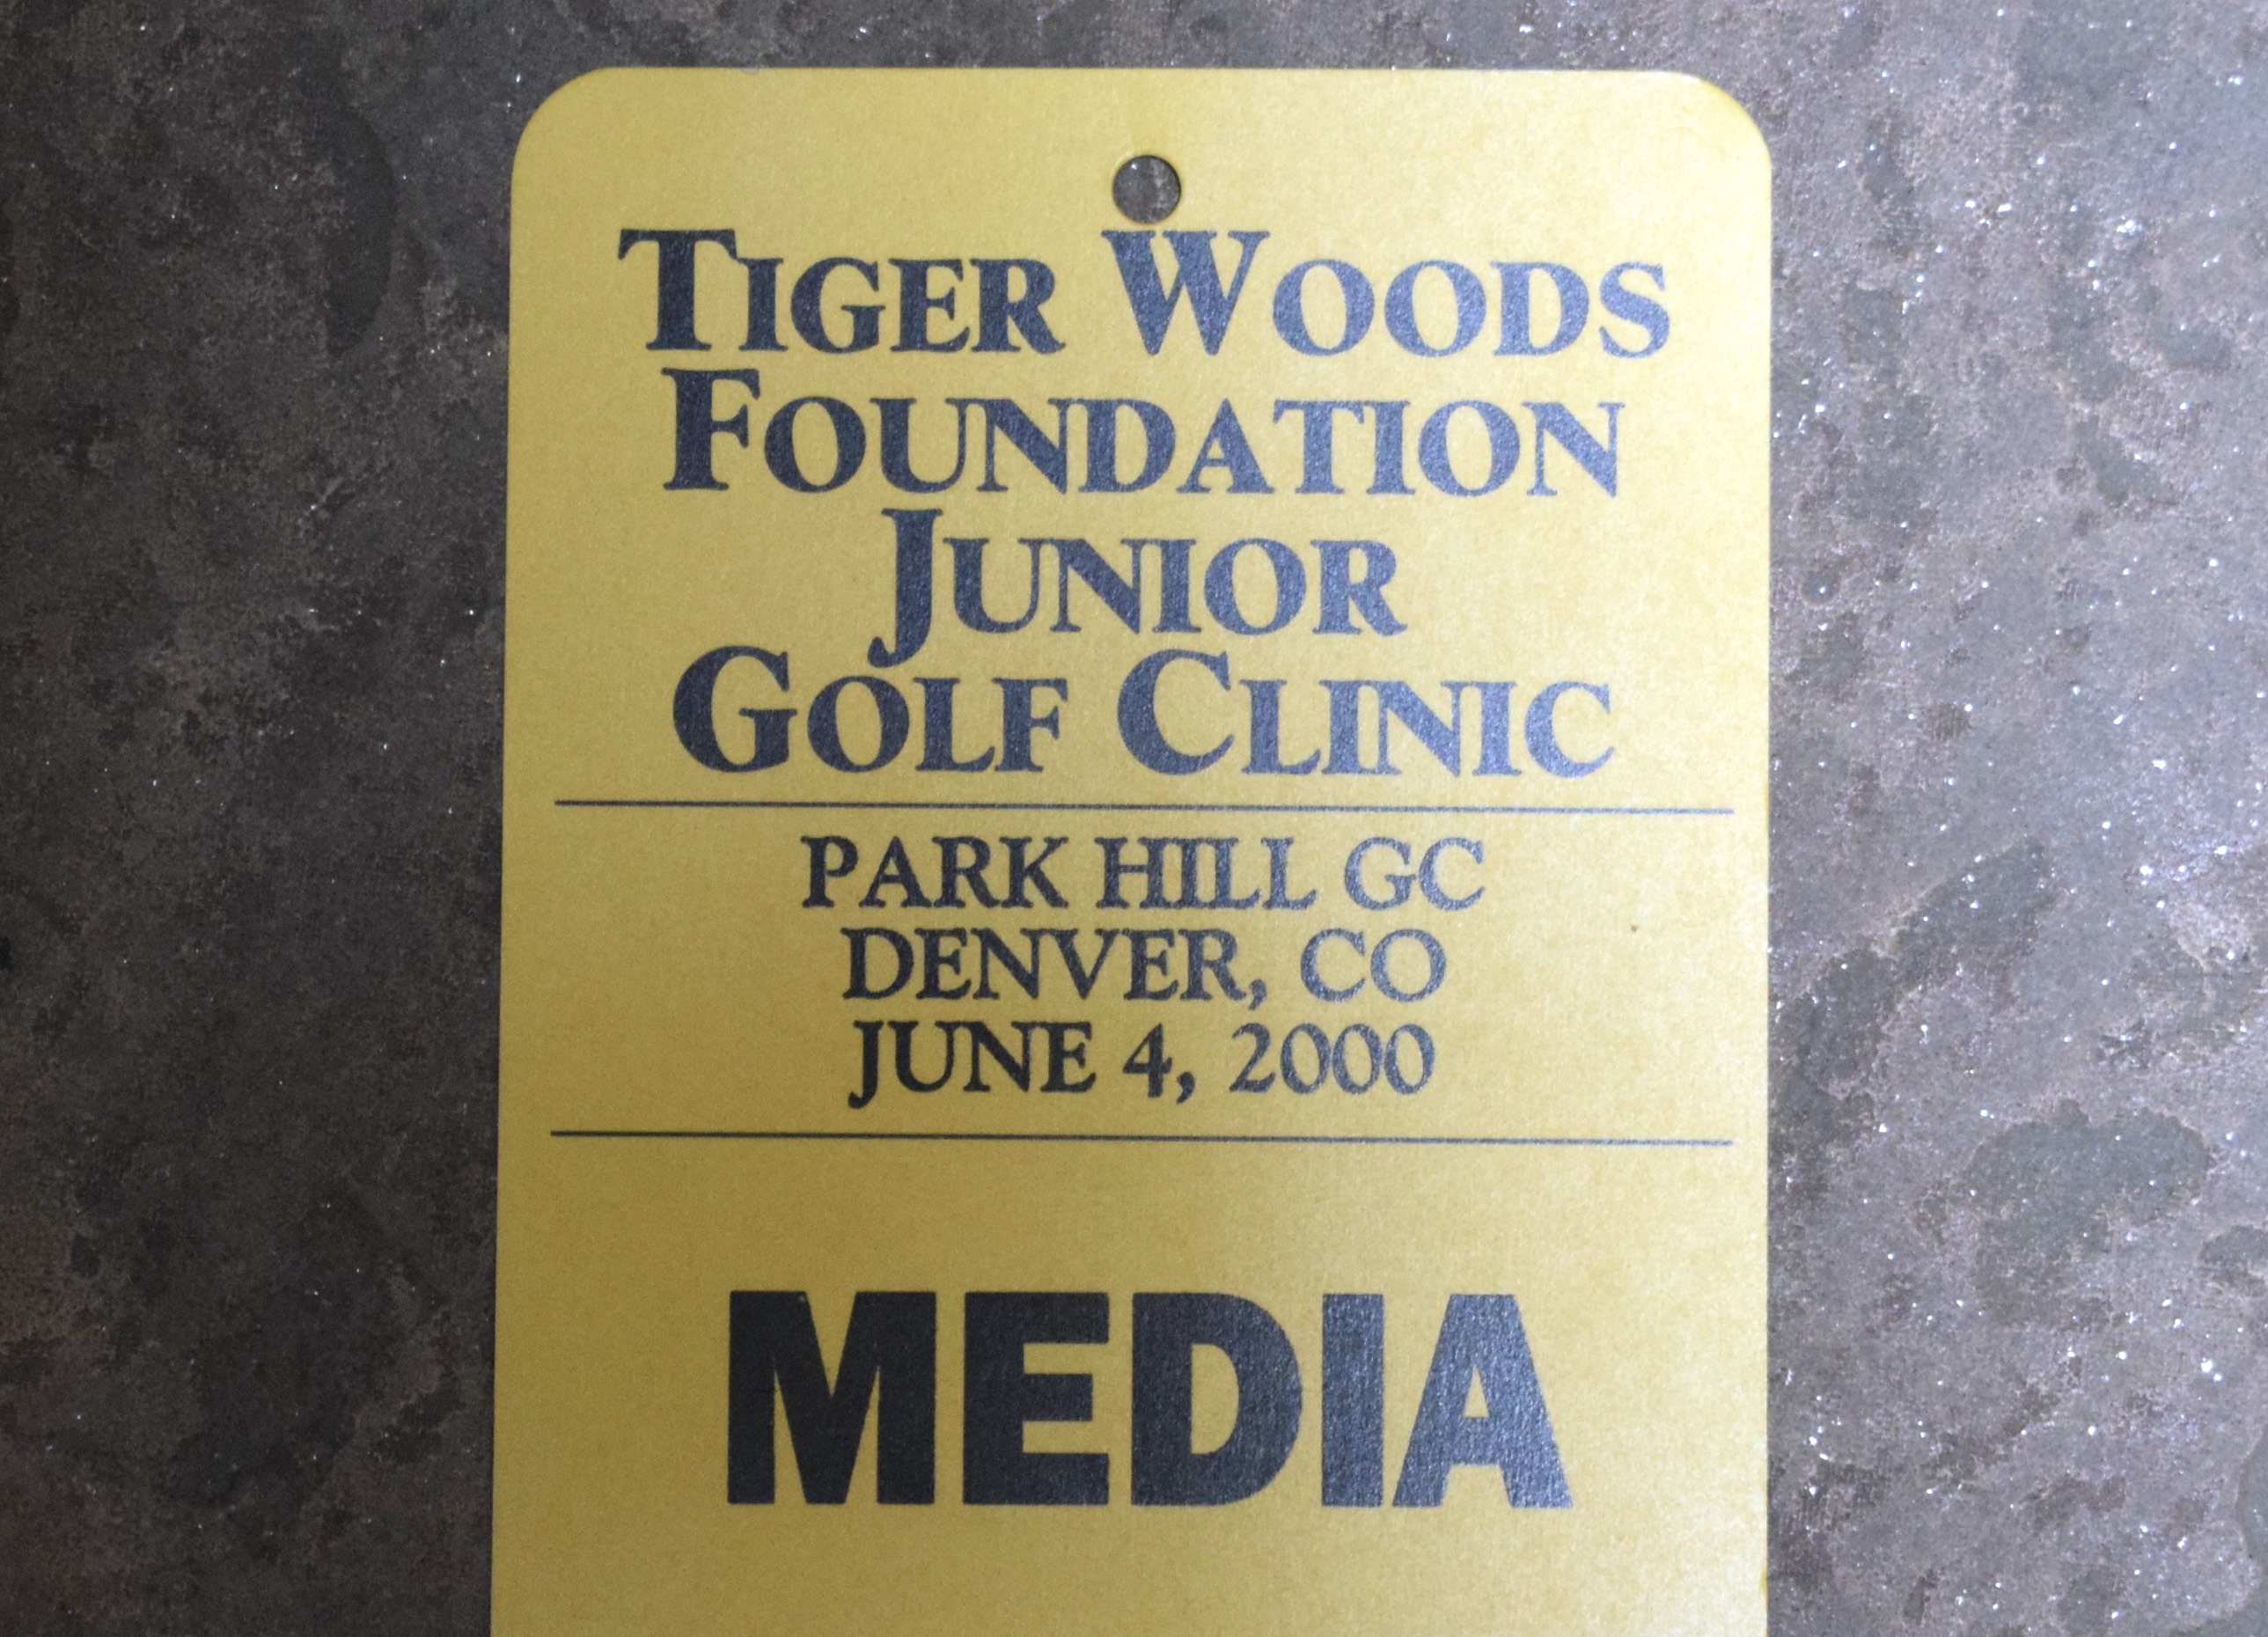 TIGER WOODS
FOUNDATION
JUNIOR
GOLF CLINIC
PARK HILL GC
DENVER, CO
JUNE 4, 2000
MEDIA